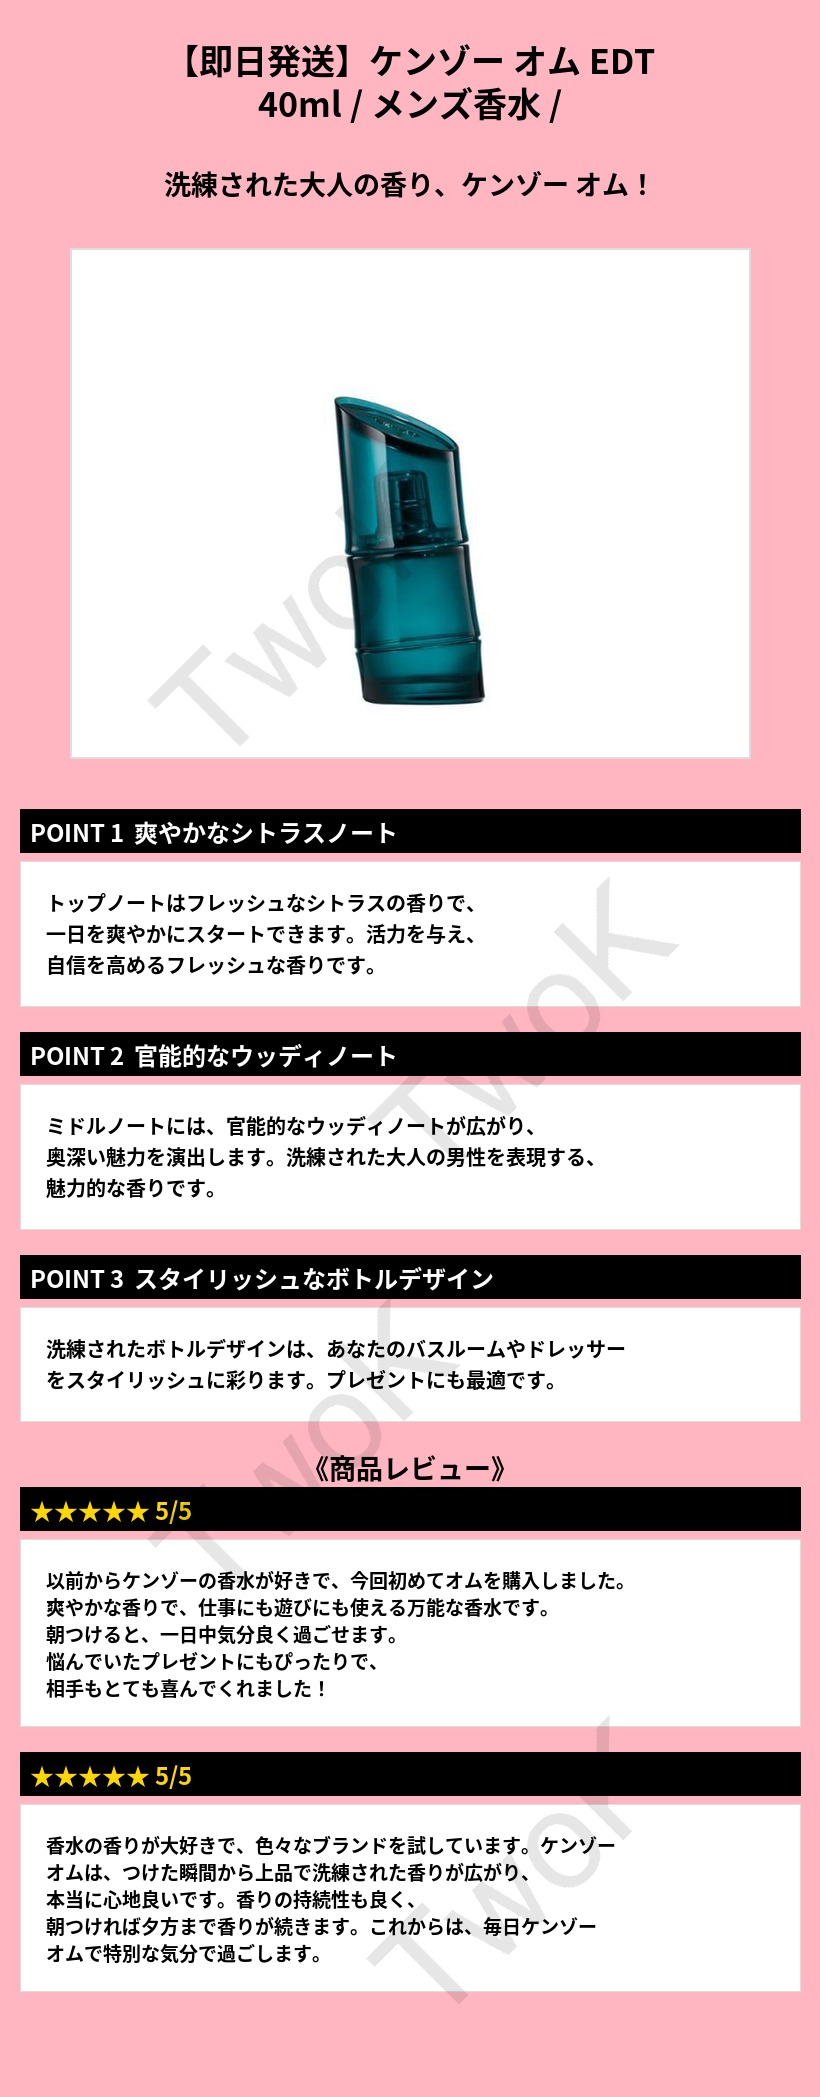 【即日発送】ケンゾー オム EDT
40ml / メンズ香水 /
洗練された大人の香り、ケンゾー オム！
TwoK
POINT 1 爽やかなシトラスノート
トップノートはフレッシュなシトラスの香りで、
一日を爽やかにスタートできます。活力を与え、
自信を高めるフレッシュな香りです。
TwoK
POINT 2 官能的なウッディノート
ミドルノートには、官能的なウッディノートが広がり、
奥深い魅力を演出します。洗練された大人の男性を表現する、
魅力的な香りです。
POINT 3 スタイリッシュなボトルデザイン
洗練されたボトルデザインは、あなたのバスルームやドレッサー
をスタイリッシュに彩ります。プレゼントにも最適です。
TwoK
《商品レビュー》
★★★★★ 5/5
以前からケンゾーの香水が好きで、今回初めてオムを購入しました。
爽やかな香りで、仕事にも遊びにも使える万能な香水です。
朝つけると、一日中気分良く過ごせます。
悩んでいたプレゼントにもぴったりで、
相手もとても喜んでくれました！
★★★★★ 5/5
香水の香りが大好きで、色々なブランドを試しています。ケンゾー
オムは、つけた瞬間から上品で洗練された香りが広がり、
本当に心地良いです。香りの持続性も良く、
朝つければ夕方まで香りが続きます。これからは、毎日ケンゾー
オムで特別な気分で過ごします。
TwoK